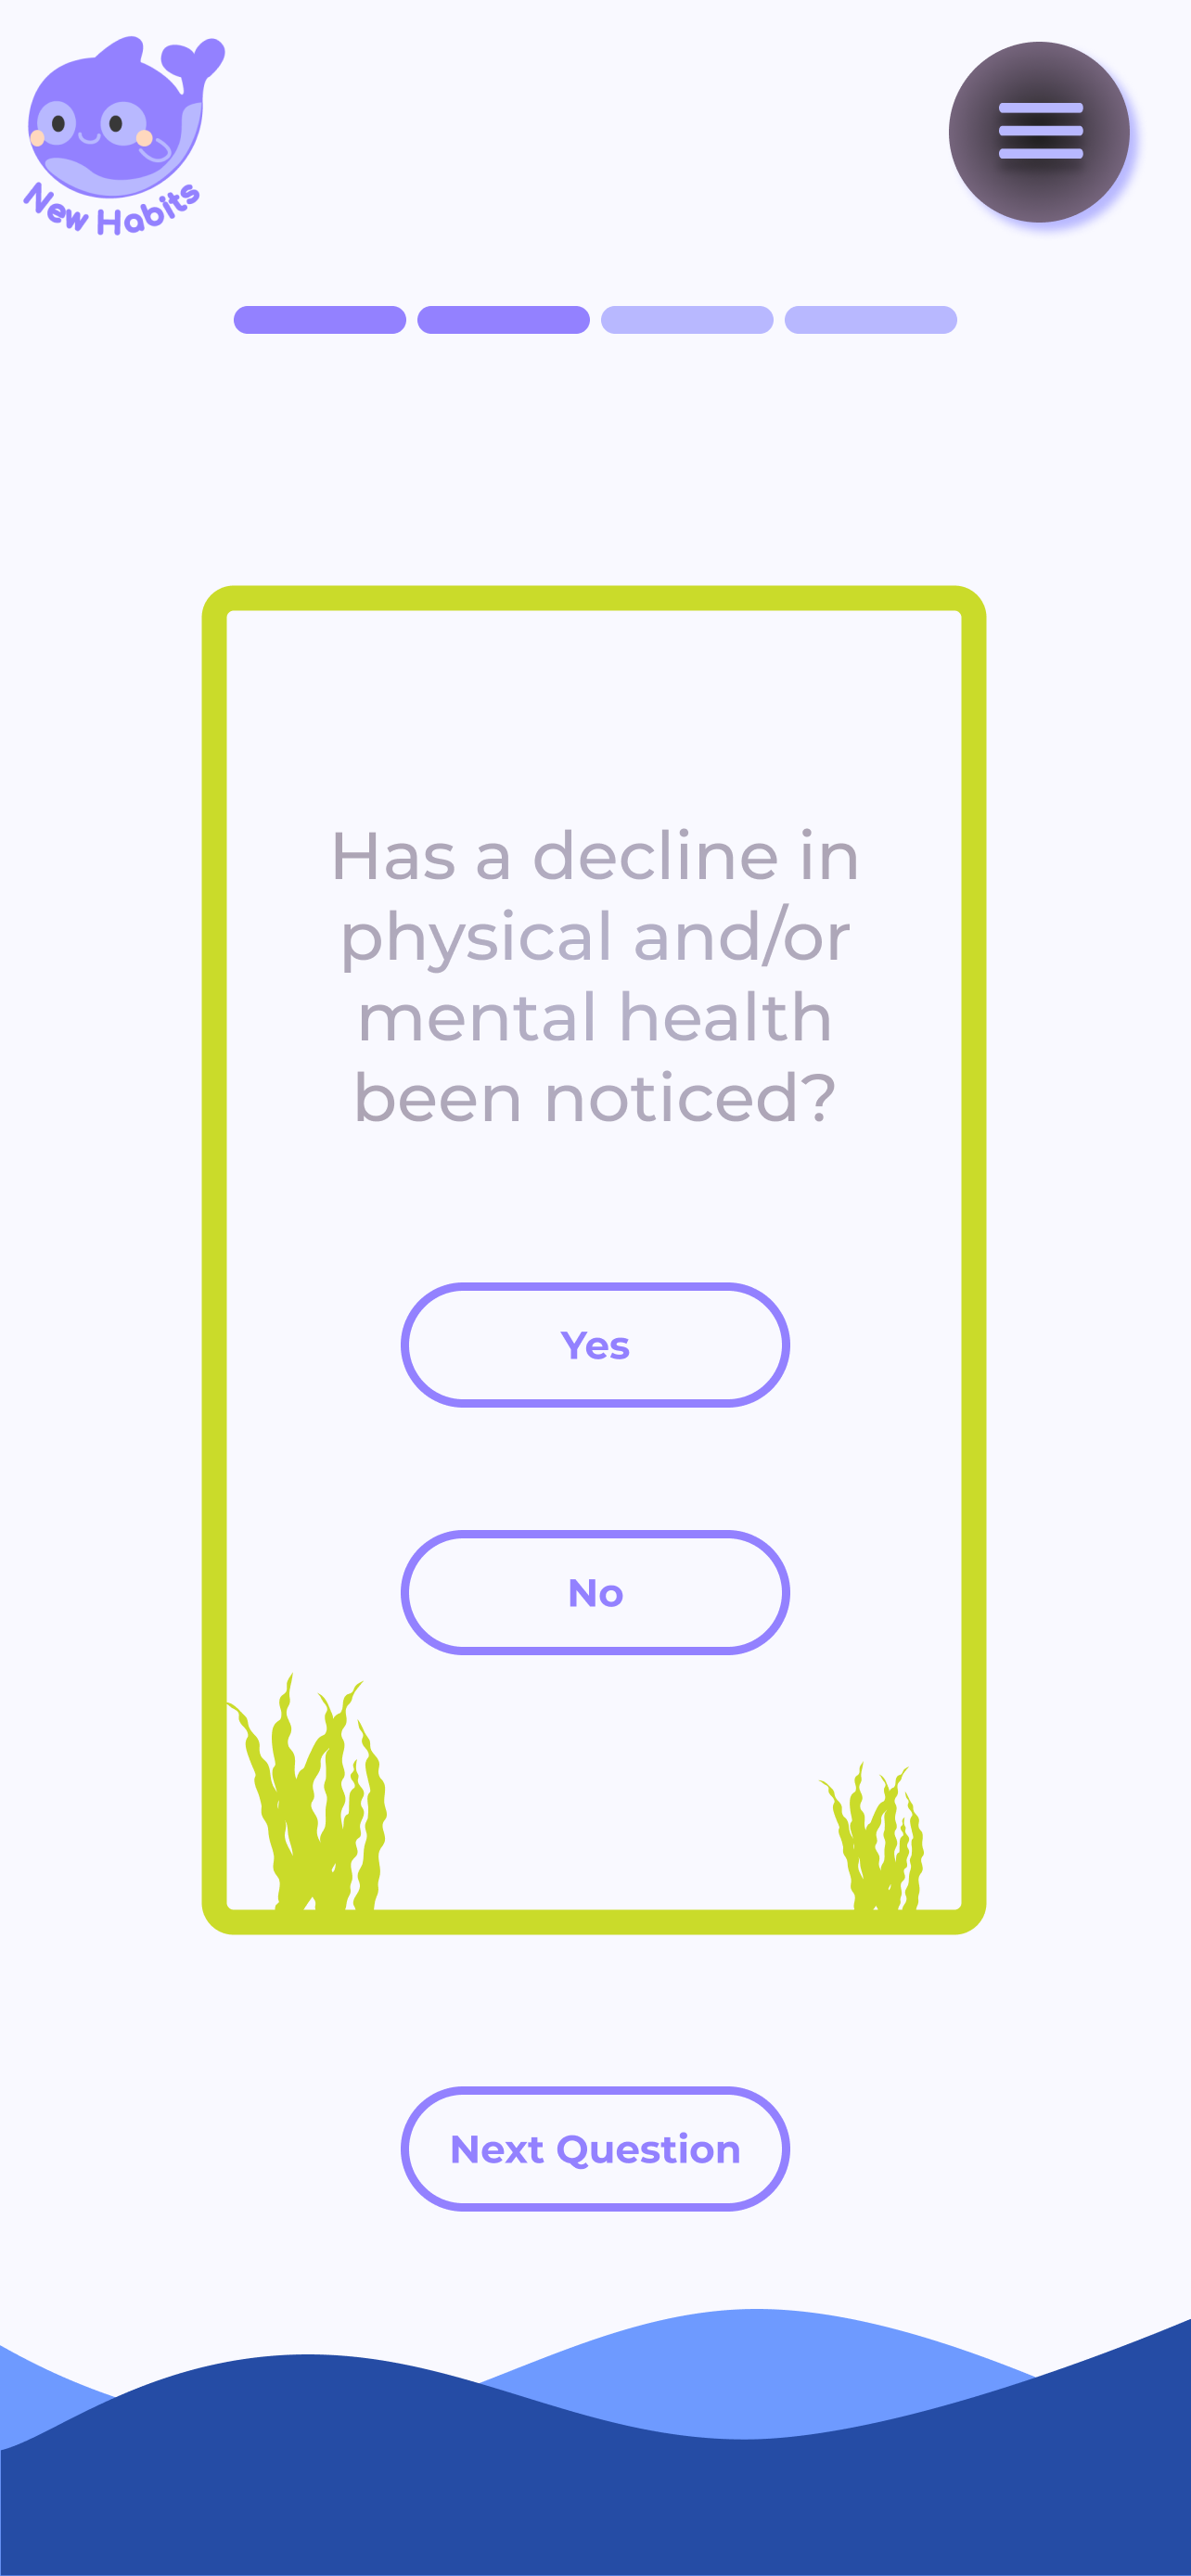 New Habits
Has a decline in
physical and/or
mental health
been noticed?
Yes
No
Next Question